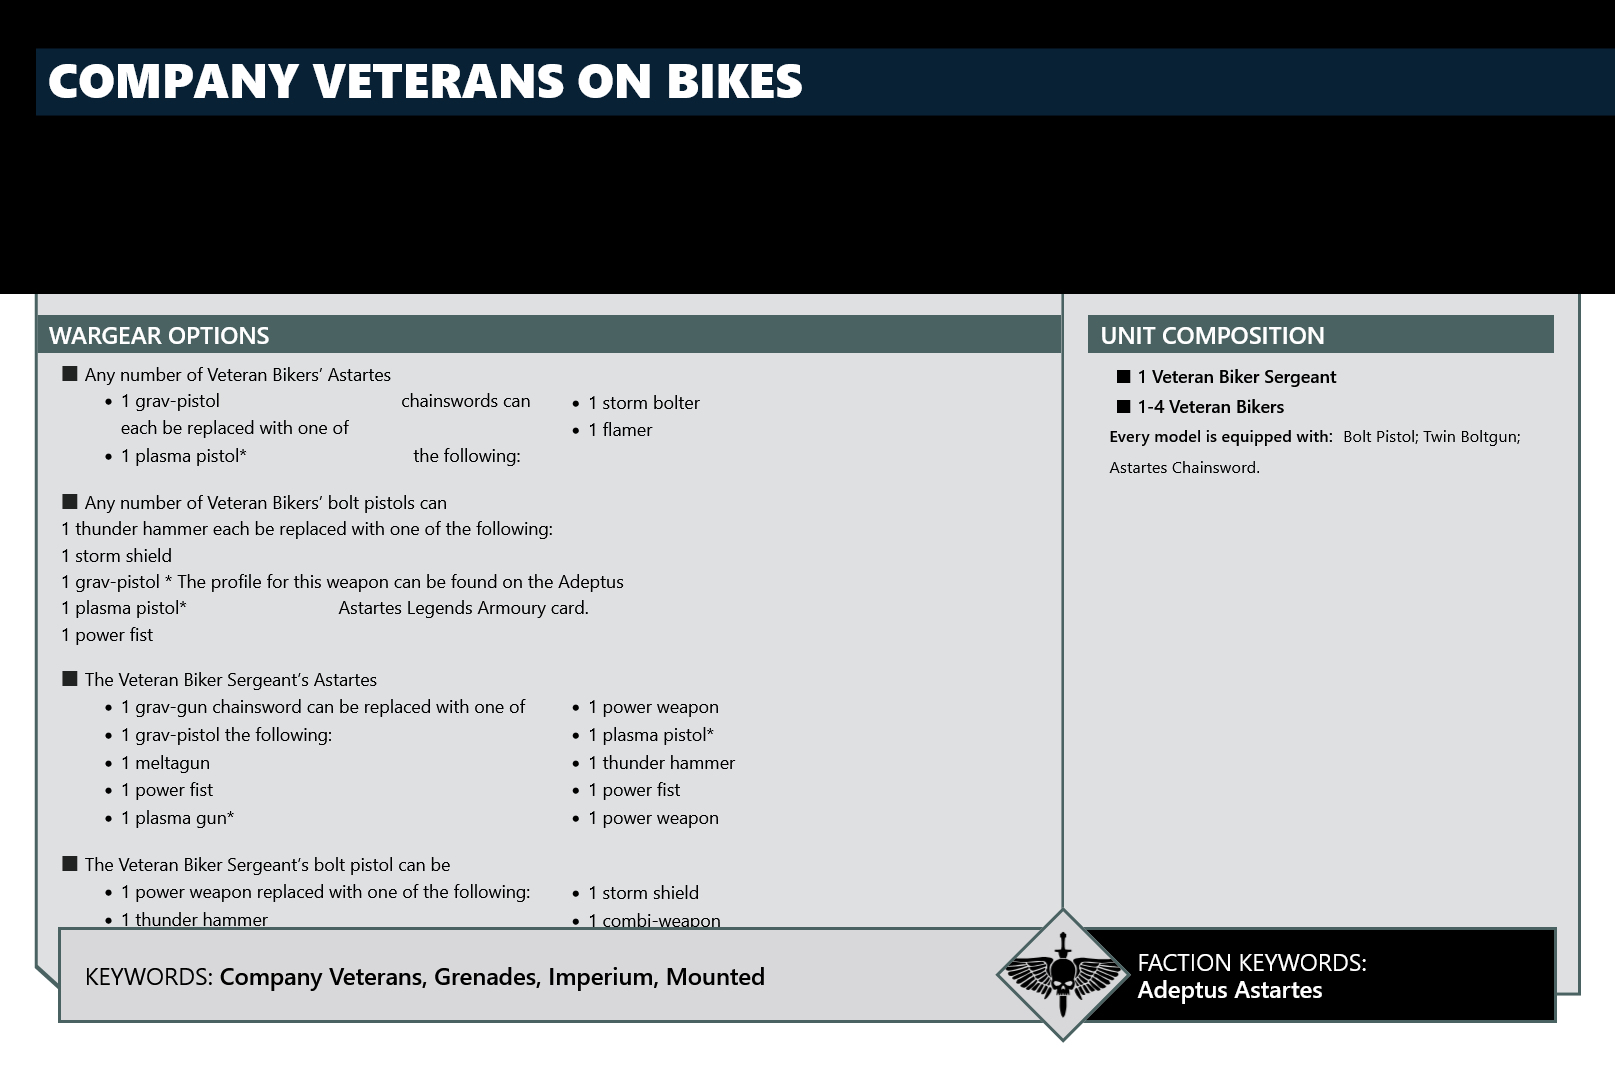 COMPANY VETERANS ON BIKES
WARGEAR OPTIONS
■ Any number of Veteran Bikers’ Astartes
• 1 grav-pistol chainswords can
each be replaced with one of
• 1 plasma pistol* the following:
• 1 storm bolter
• 1 flamer
■ Any number of Veteran Bikers’ bolt pistols can
1 thunder hammer each be replaced with one of the following:
1 storm shield
1 grav-pistol * The profile for this weapon can be found on the Adeptus
1 plasma pistol* Astartes Legends Armoury card.
1 power fist
■ The Veteran Biker Sergeant’s Astartes
• 1 grav-gun chainsword can be replaced with one of
• 1 grav-pistol the following:
• 1 meltagun
• 1 power fist
• 1 plasma gun*
• 1 power weapon
• 1 plasma pistol*
• 1 thunder hammer
• 1 power fist
• 1 power weapon
■ The Veteran Biker Sergeant’s bolt pistol can be
• 1 power weapon replaced with one of the following:
• 1 thunder hammer
• 1 storm shield
• 1 combi-weapon
UNIT COMPOSITION
■ 1 Veteran Biker Sergeant
■ 1-4 Veteran Bikers
Every model is equipped with: Bolt Pistol; Twin Boltgun;
Astartes Chainsword.
KEYWORDS: Company Veterans, Grenades, Imperium, Mounted
FACTION KEYWORDS:
Adeptus Astartes